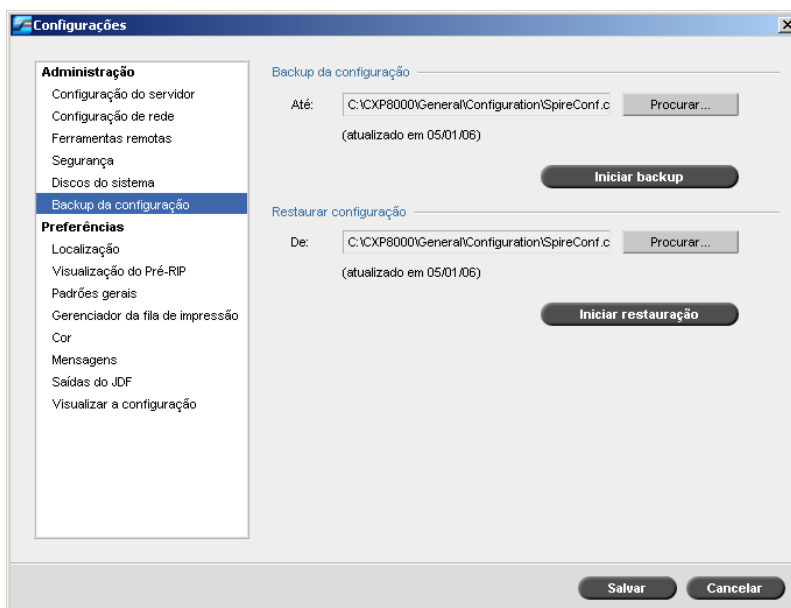 Configurações
Administração
Configuração do servidor
Configuração de rede
Ferramentas remotas
Segurança
Discos do sistema
Backup da configuração
Preferências
Localização
Visualização do Pré-RIP
Padrões gerais
Gerenciador da fila de impressão
Cor
Mensagens
Saídas do JDF
Visualizar a configuração
Backup da configuração
Até: C:\CXP8000\General\Configuration\SpireConf.c Procurar...
(atualizado em 05/01/06)
Iniciar backup
Restaurar configuração
De: C:\CXP8000\General\Configuration\SpireConf.c Procurar...
(atualizado em 05/01/06)
Iniciar restauração
Salvar Cancelar